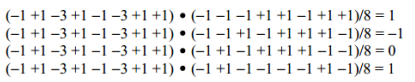 (−1 +1 −3 +1 −1 −3 +1 +1) • (−1 −1 −1 +1 +1 −1 +1 +1)/8 = 1
(−1 +1 −3 +1 −1 −3 +1 +1) • (−1 −1 +1 −1 +1 +1 +1 −1)/8 = −1
(−1 +1 −3 +1 −1 −3 +1 +1) • (−1 +1 −1 +1 +1 +1 −1 −1)/8 = 0
(−1 +1 −3 +1 −1 −3 +1 +1) • (−1 +1 −1 −1 −1 −1 +1 −1)/8 = 1